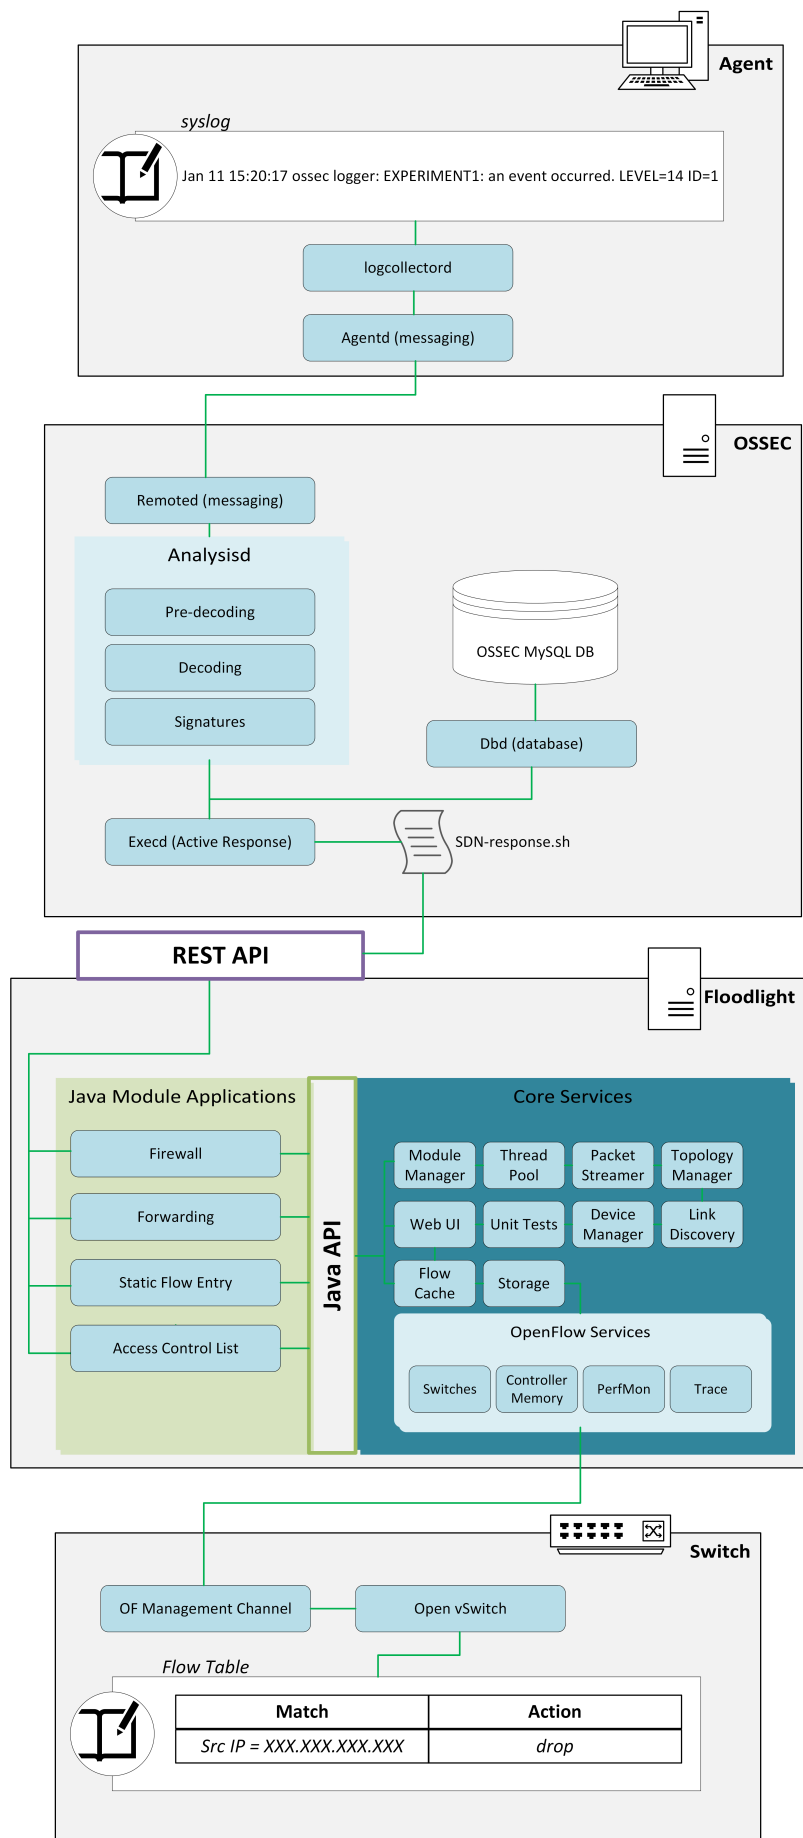 Agent
syslog
Jan 11 15:20:17 ossec logger: EXPERIMENT1: an event occurred. LEVEL=14 ID=1
logcollectord
Agentd (messaging)
OSSEC
Remoted (messaging)
Analysisd
Pre-decoding
Decoding
Signatures
OSSEC MySQL DB
Dbd (database)
Execd (Active Response)
SDN-response.sh
REST API
Floodlight
Java Module Applications
Firewall
Forwarding
Static Flow Entry
Access Control List
Java API
Core Services
Module
Manager
Thread
Pool
Packet
Streamer
Topology
Manager
Web UI
Unit Tests
Device
Manager
Link
Discovery
Flow
Cache
Storage
OpenFlow Services
Switches
Controller
Memory
PerfMon
Trace
Switch
OF Management Channel
Open vSwitch
Flow Table
Match
Action
Src IP = XXX.XXX.XXX.XXX
drop